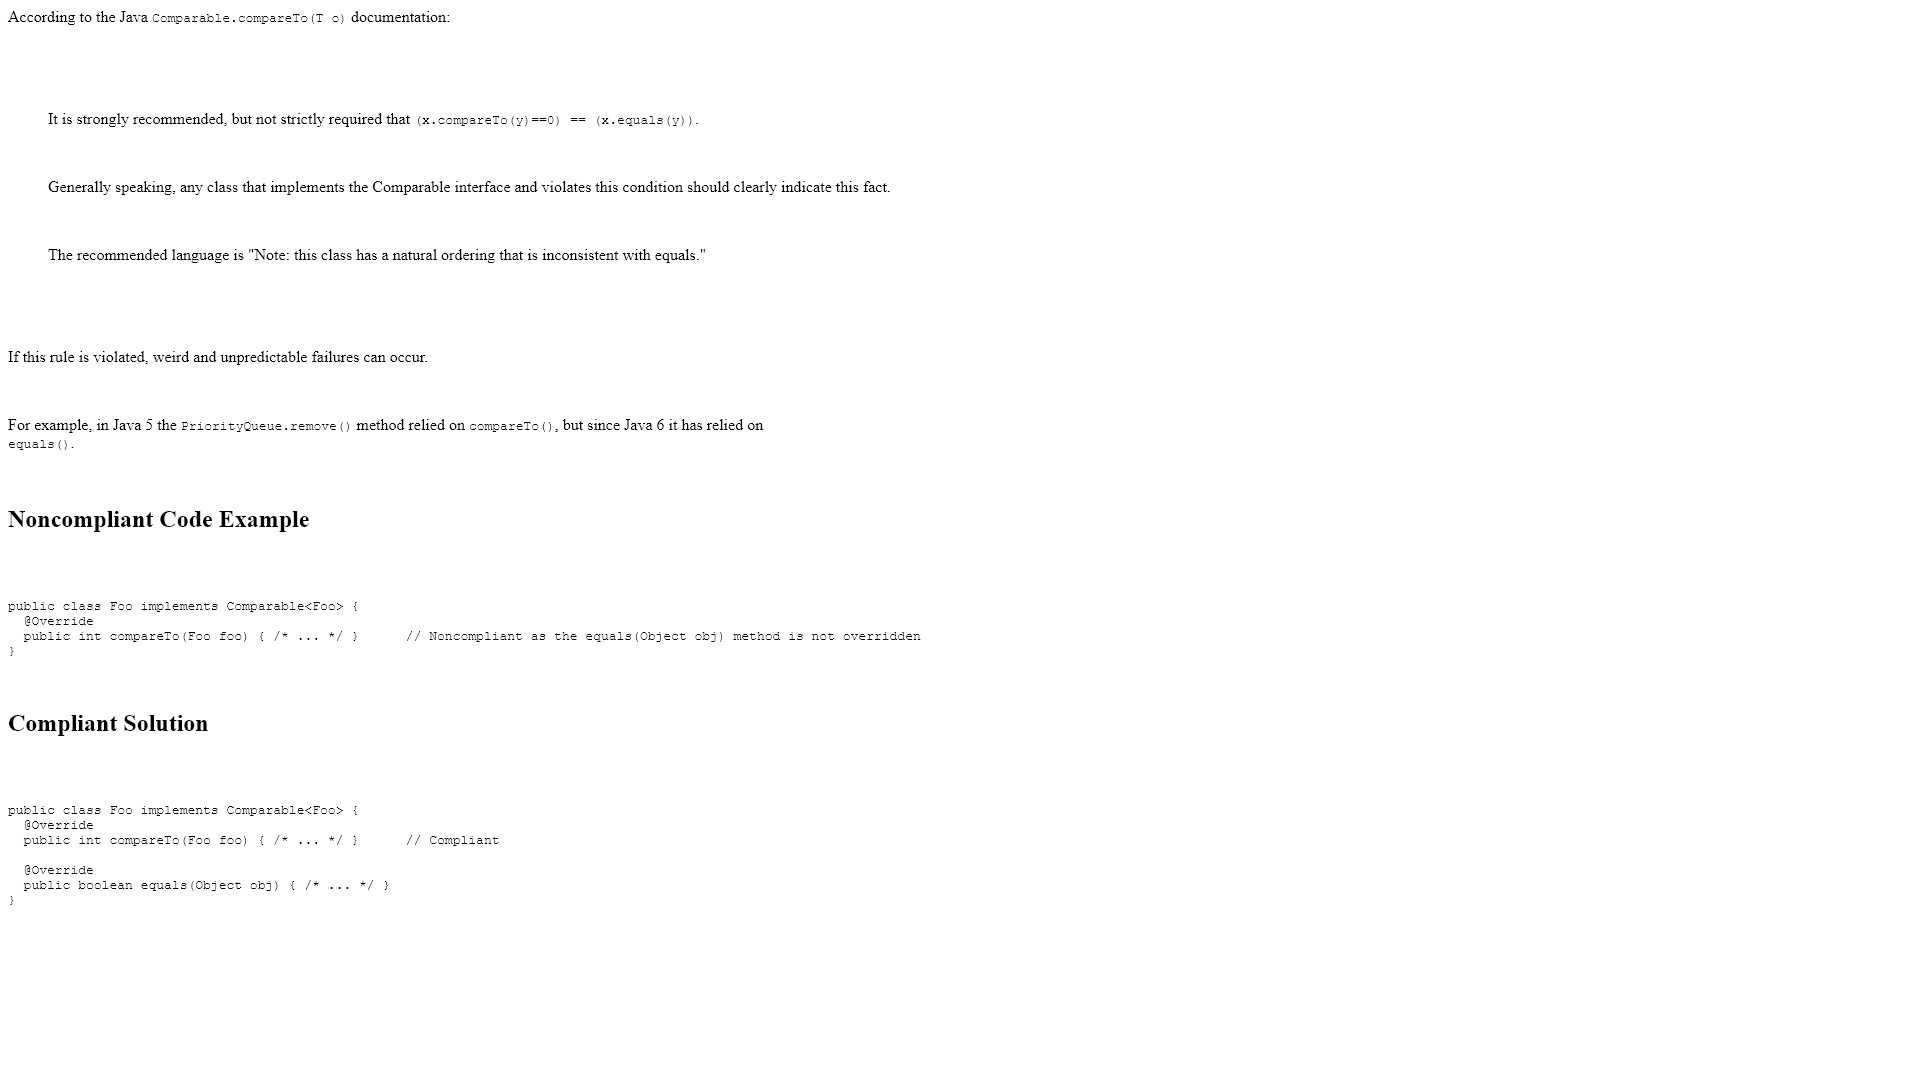 According to the Java Comparable.compareTo(T o) documentation:
It is strongly recommended, but not strictly required that (x.compareTo(y)==0) == (x.equals(y)).
Generally speaking, any class that implements the Comparable interface and violates this condition should clearly indicate this fact.
The recommended language is "Note: this class has a natural ordering that is inconsistent with equals."
If this rule is violated, weird and unpredictable failures can occur.
For example, in Java 5 the PriorityQueue.remove() method relied on compareTo(), but since Java 6 it has relied on
equals().
Noncompliant Code Example
public class Foo implements Comparable<Foo> {
  @Override
  public int compareTo(Foo foo) { /* ... */ }      // Noncompliant as the equals(Object obj) method is not overridden
}
Compliant Solution
public class Foo implements Comparable<Foo> {
  @Override
  public int compareTo(Foo foo) { /* ... */ }      // Compliant
  @Override
  public boolean equals(Object obj) { /* ... */ }
}